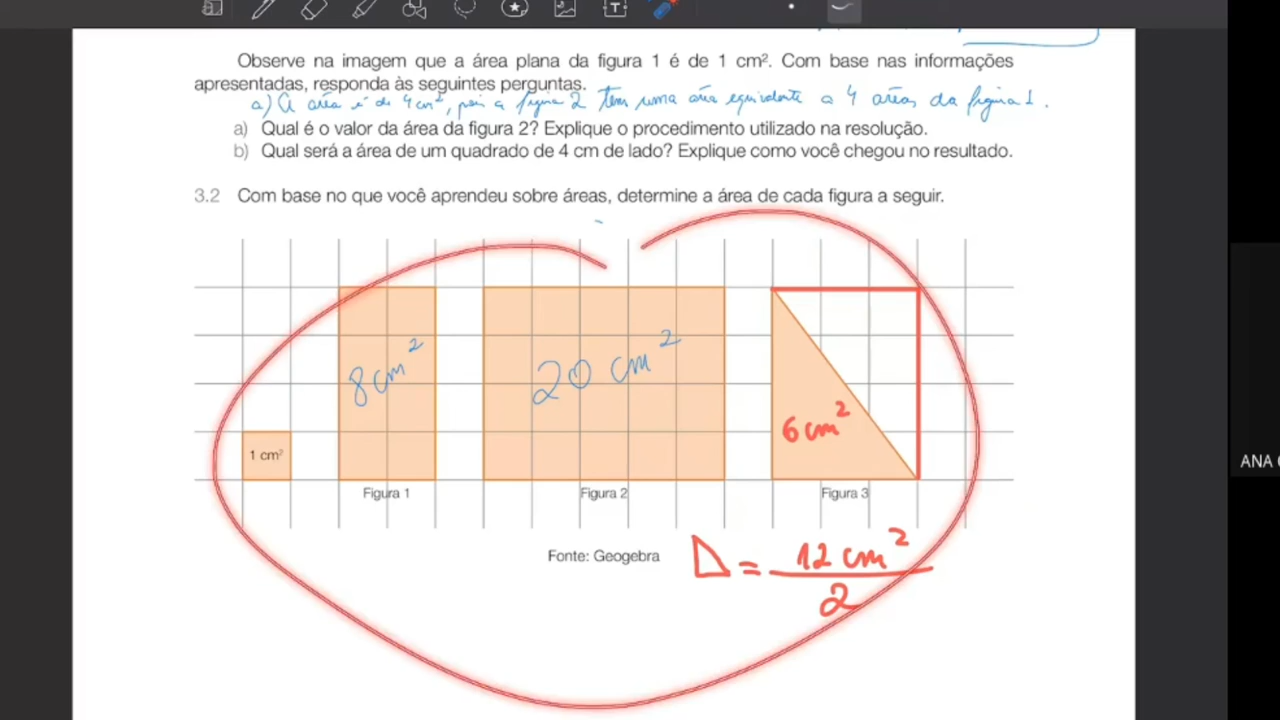 Observe na imagem que a área plana da figura 1 é de 1 cm². Com base nas informações
apresentadas, responda às seguintes perguntas.
a) A área é de 4 cm², pois a figura 2 tem uma área equivalente a 4 áreas da figura 1.
a) Qual é o valor da área da figura 2? Explique o procedimento utilizado na resolução.
b) Qual será a área de um quadrado de 4 cm de lado? Explique como você chegou no resultado.
3.2 Com base no que você aprendeu sobre áreas, determine a área de cada figura a seguir.
8 cm²
20 cm²
6 cm²
1 cm²
Figura 1
Figura 2
Figura 3
Fonte: Geogebra
= 12 cm²
2
ANA